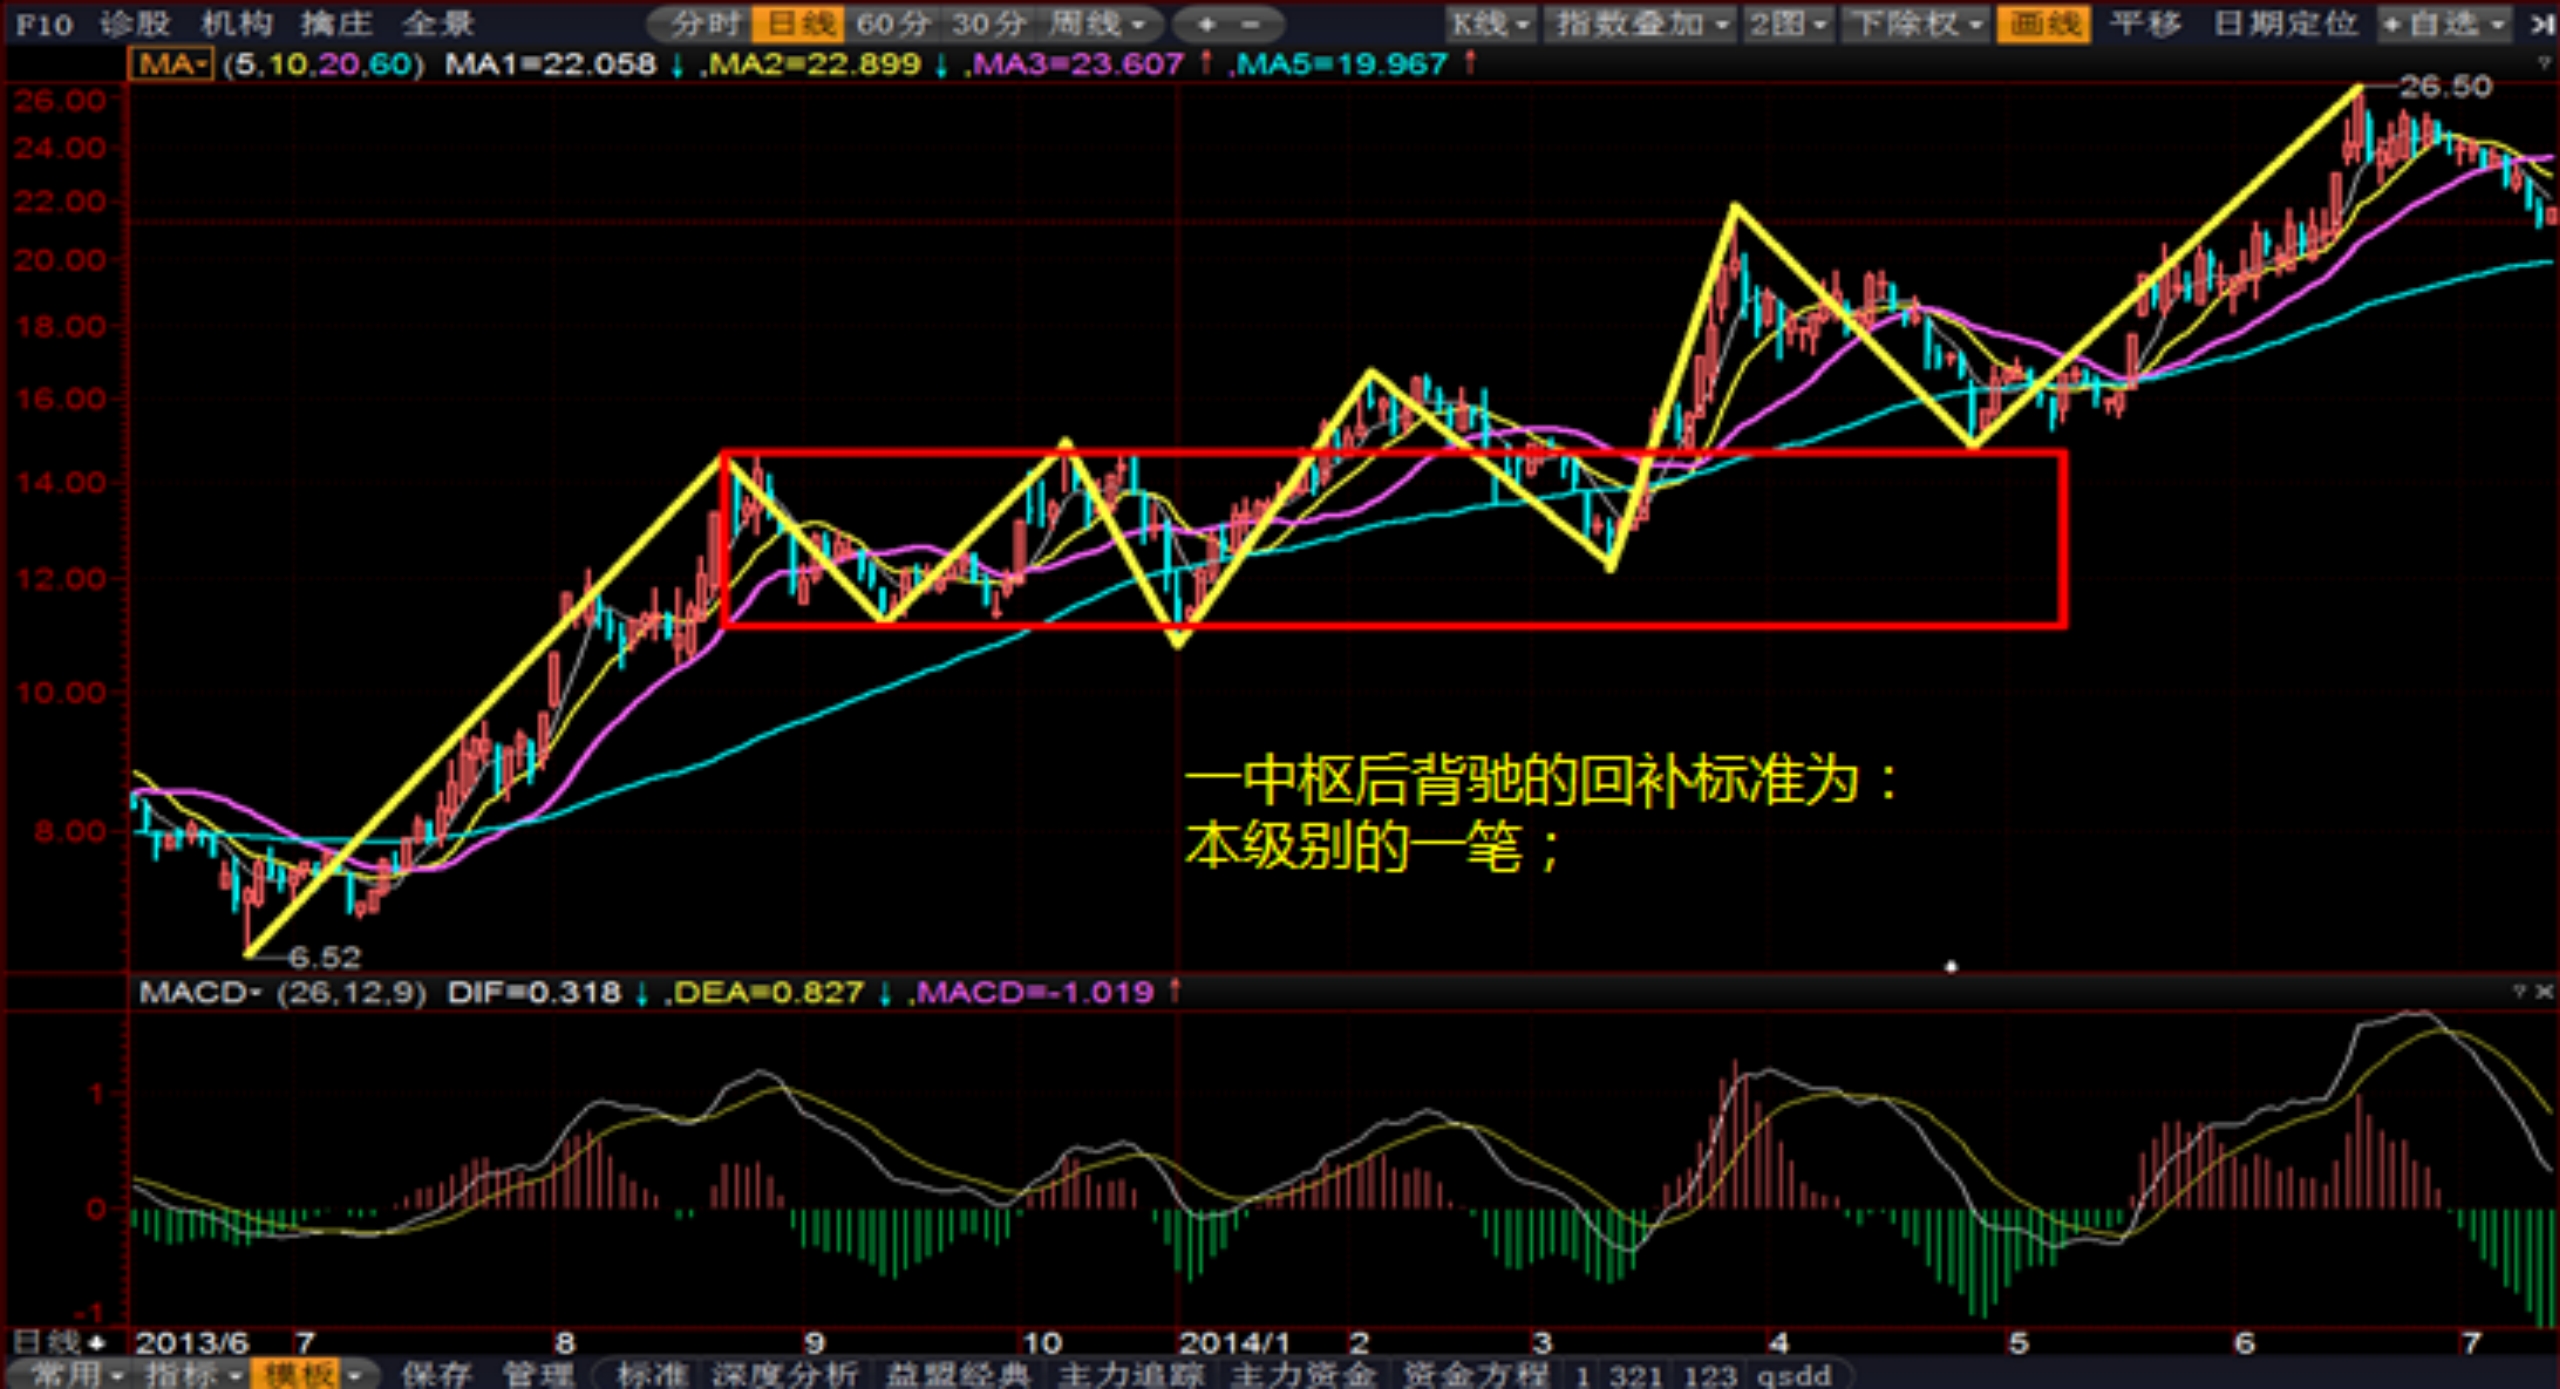 F10 诊股 机构 擒庄 全景 分时 日线 60分 30分 周线 + - K线 指数叠加 2图 下除权 画线 平移 日期定位 +自选
MA (5,10,20,60) MA1=22.058 ↓ ,MA2=22.899 ↓ ,MA3=23.607 ↑ ,MA5=19.967 ↑ ?
26.50
26.00
24.00
22.00
20.00
18.00
16.00
14.00
12.00
10.00
一中枢后背驰的回补标准为：
8.00
本级别的一笔；
6.52
MACD (26,12,9) DIF=0.318 ↓ ,DEA=0.827 ↓ ,MACD=-1.019 ↑ ? ×
1
0
-1
日线 2013/6 7 8 9 10 2014/1 2 3 4 5 6 7
常用 指标 模板 保存 管理 标准 深度分析 益盟经典 主力追踪 主力资金 资金方程 1 321 123 qsdd